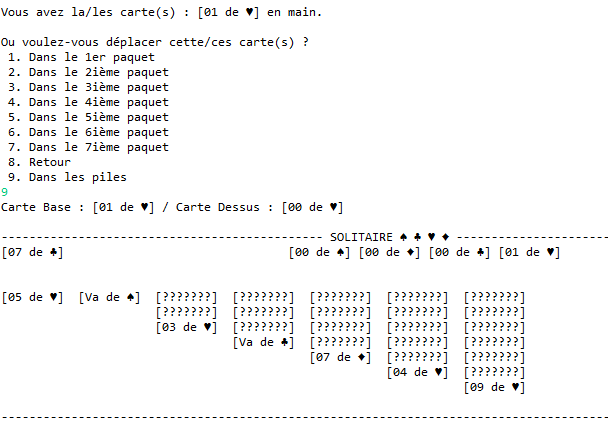 Vous avez la/les carte(s) : [01 de ♥] en main.
Ou voulez-vous déplacer cette/ces carte(s) ?
1. Dans le 1er paquet
2. Dans le 2ième paquet
3. Dans le 3ième paquet
4. Dans le 4ième paquet
5. Dans le 5ième paquet
6. Dans le 6ième paquet
7. Dans le 7ième paquet
8. Retour
9. Dans les piles
9
Carte Base : [01 de ♥] / Carte Dessus : [00 de ♥]
---------------------------------------------- SOLITAIRE ♠ ♣ ♥ ♦ ----------------------
[07 de ♣] [00 de ♠] [00 de ♦] [00 de ♣] [01 de ♥]
[05 de ♥] [Va de ♠] [???????] [???????] [???????] [???????] [???????]
[???????] [???????] [???????] [???????] [???????]
[03 de ♥] [???????] [???????] [???????] [???????]
[Va de ♣] [???????] [???????] [???????]
[07 de ♦] [???????] [???????]
[04 de ♥] [???????]
[09 de ♥]
---------------------------------------------------------------------------------------